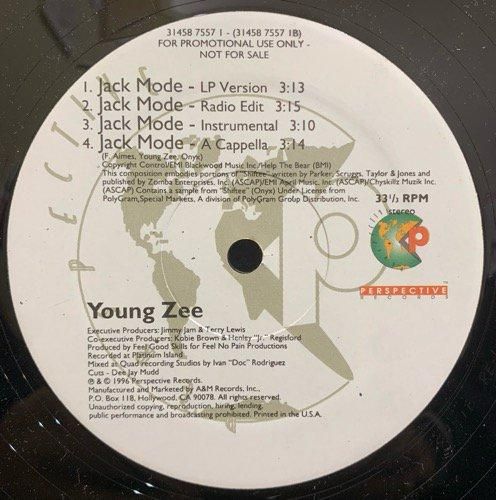 31458 7557 1 - (31458 7557 1B)
FOR PROMOTIONAL USE ONLY -
NOT FOR SALE
1. Jack Mode - LP Version 3:13
2. Jack Mode - Radio Edit 3:15
3. Jack Mode - Instrumental 3:10
4. Jack Mode - A Cappella 3:14
(F. Aimes, Young Zee, Onyx)
Copyright Control/EMI Blackwood Music Inc./Help The Bear (BMI)
This composition embodies portions of "Shiftee" written by Parker, Scruggs, Taylor & Jones and
published by Zomba Enterprises, Inc. (ASCAP)/EMI April Music, Inc. (ASCAP)/Chyskillz Muzik Inc.
(ASCAP) Contains a sample from "Shiftee" (Onyx) Under License from
PolyGram Special Markets, A division of PolyGram Group Distribution, Inc.
33 1/3 RPM
stereo
P
PERSPECTIVE
RECORDS
TM
PECTIVE
P
Young Zee
Executive Producers: Jimmy Jam & Terry Lewis
Co-executive Producers: Kobie Brown & Henley "Jr." Regisford
Produced by Feel Good Skills for Feel No Pain Productions
Recorded at Platinum Island
Mixed at Quad recording Studios by Ivan "Doc" Rodriguez
Cuts - Dee Jay Mudd
℗ & © 1996 Perspective Records.
Manufactured and Marketed by A&M Records, Inc.,
P.O. Box 118, Hollywood, CA 90078. All rights reserved.
Unauthorized copying, reproduction, hiring, lending,
public performance and broadcasting prohibited. Printed in the U.S.A.